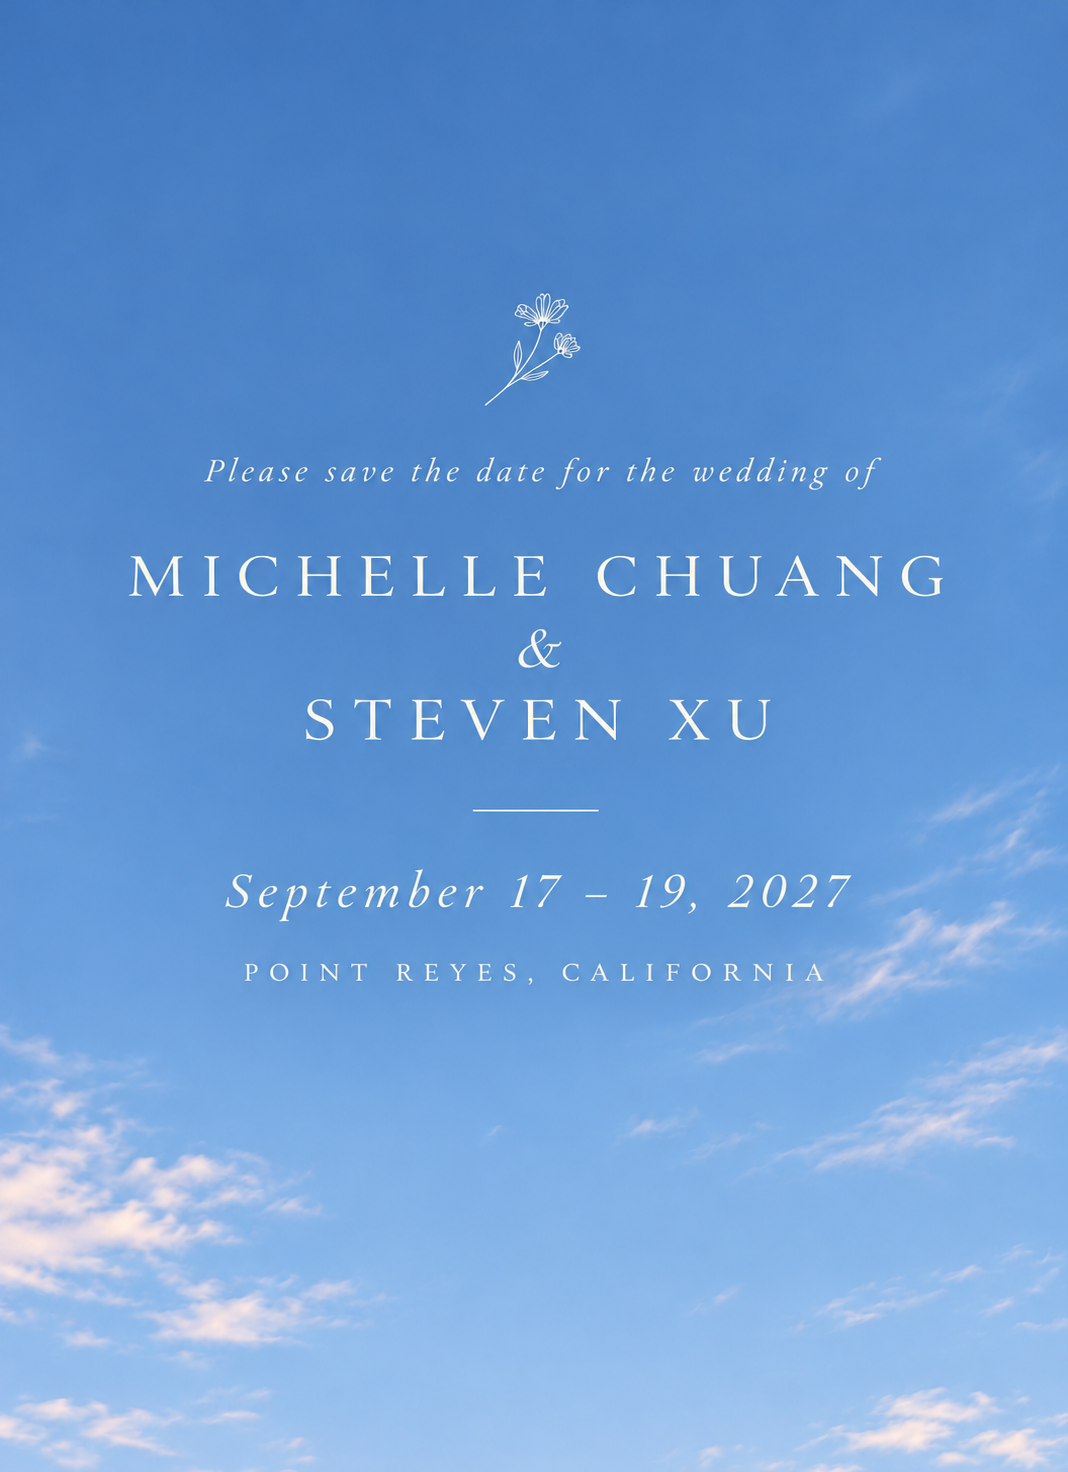 Please save the date for the wedding of
MICHELLE CHUANG
&
STEVEN XU
September 17 – 19, 2027
POINT REYES, CALIFORNIA